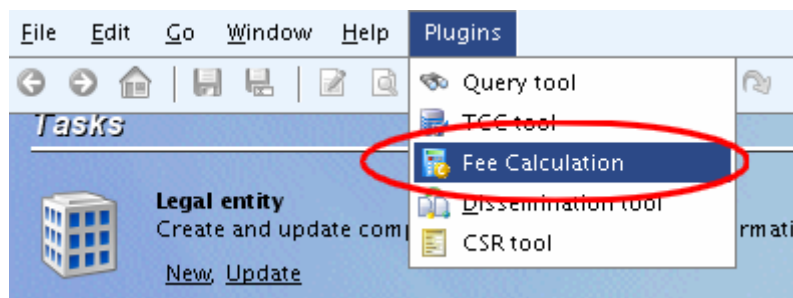 File Edit Go Window Help Plugins
Query tool
Tasks
TCC tool
Fee Calculation
Legal entity
Dissemination tool
Create and update comp
rmati
CSR tool
New, Update